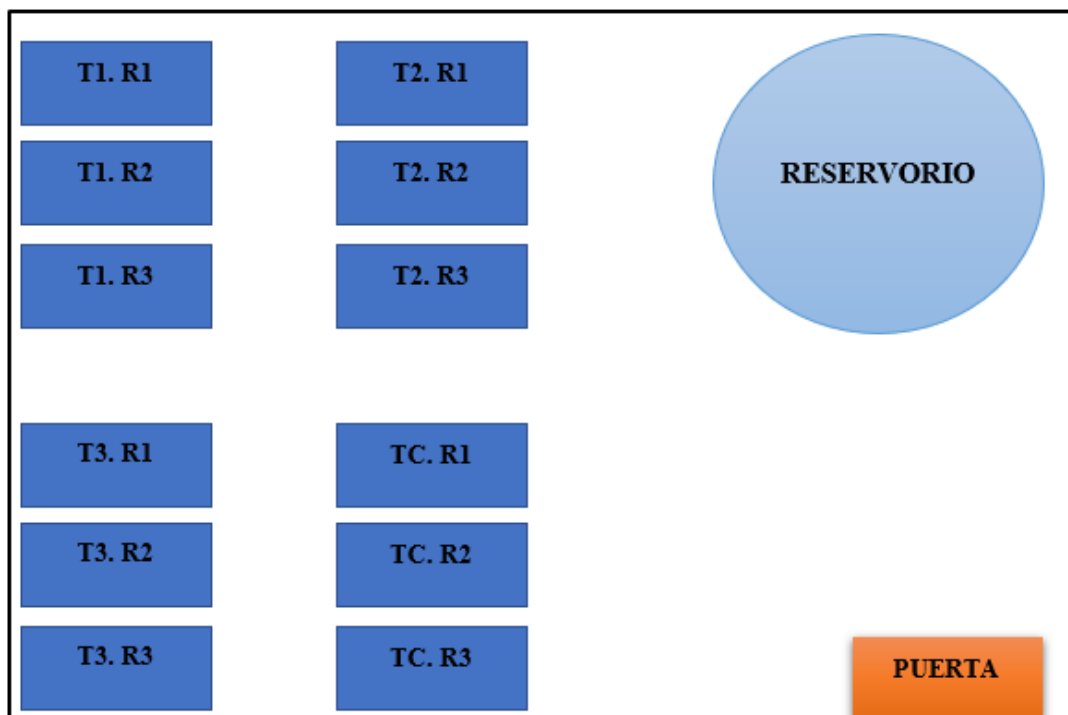 T1. R1
T2. R1
T1. R2
T2. R2
RESERVORIO
T1. R3
T2. R3
T3. R1
TC. R1
T3. R2
TC. R2
T3. R3
TC. R3
PUERTA